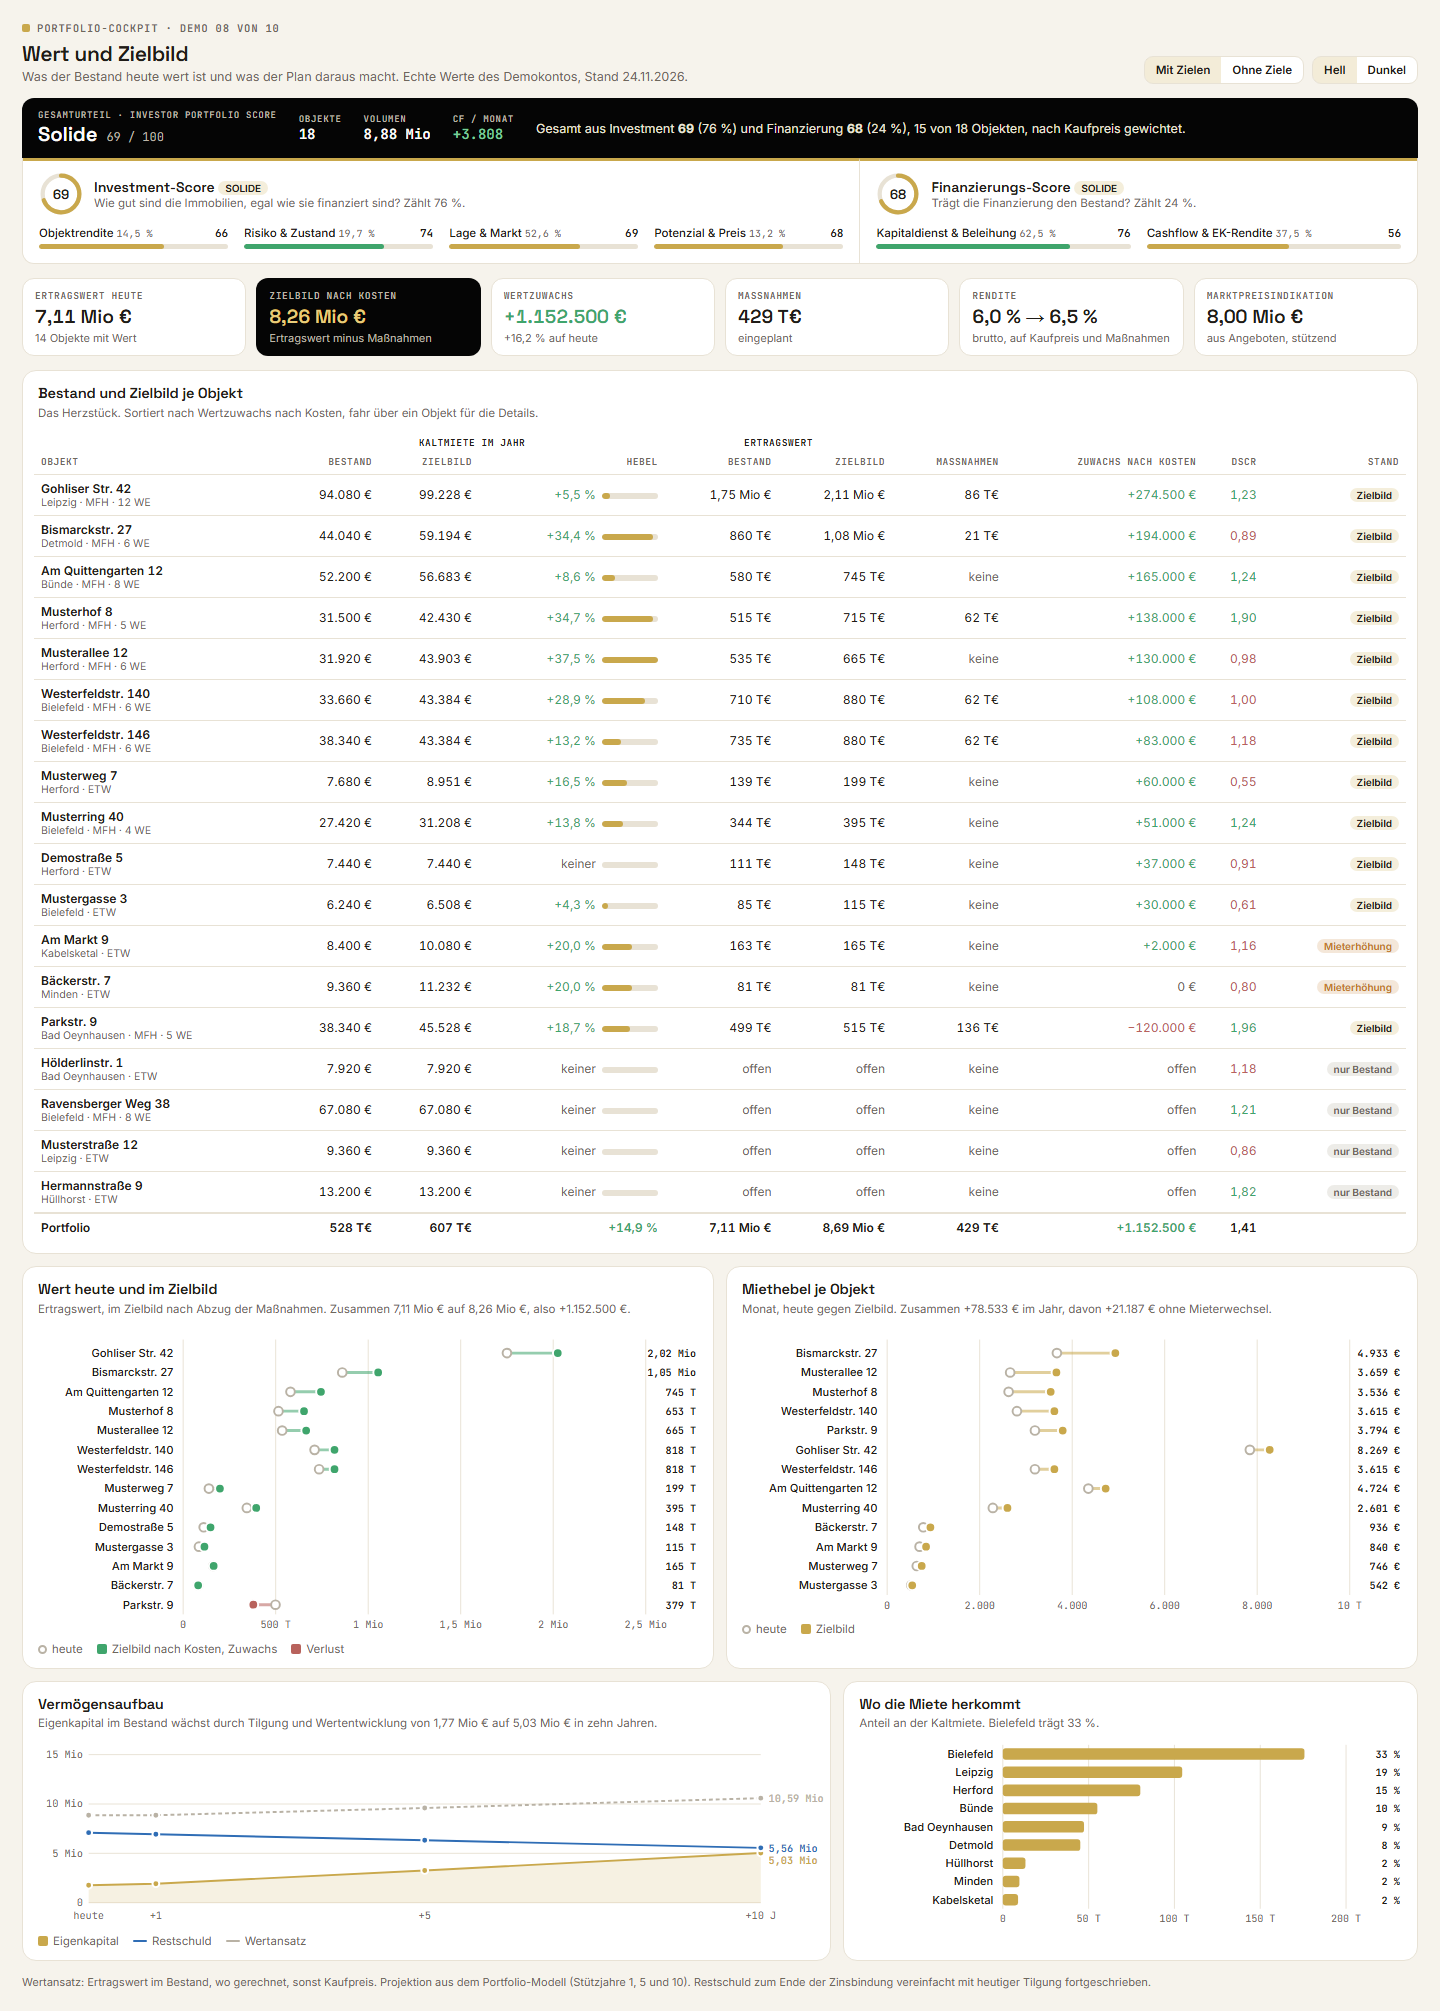 PORTFOLIO-COCKPIT · DEMO 08 VON 10
Wert und Zielbild
Was der Bestand heute wert ist und was der Plan daraus macht. Echte Werte des Demokontos, Stand 24.11.2026.
Mit Zielen Ohne Ziele Hell Dunkel
GESAMTURTEIL · INVESTOR PORTFOLIO SCORE
Solide 69 / 100
OBJEKTE
18
VOLUMEN
8,88 Mio
CF / MONAT
+3.808
Gesamt aus Investment 69 (76 %) und Finanzierung 68 (24 %), 15 von 18 Objekten, nach Kaufpreis gewichtet.
69
Investment-Score SOLIDE
Wie gut sind die Immobilien, egal wie sie finanziert sind? Zählt 76 %.
Objektrendite 14,5 % 66
Risiko & Zustand 19,7 % 74
Lage & Markt 52,6 % 69
Potenzial & Preis 13,2 % 68
68
Finanzierungs-Score SOLIDE
Trägt die Finanzierung den Bestand? Zählt 24 %.
Kapitaldienst & Beleihung 62,5 % 76
Cashflow & EK-Rendite 37,5 % 56
ERTRAGSWERT HEUTE
7,11 Mio €
14 Objekte mit Wert
ZIELBILD NACH KOSTEN
8,26 Mio €
Ertragswert minus Maßnahmen
WERTZUWACHS
+1.152.500 €
+16,2 % auf heute
MASSNAHMEN
429 T€
eingeplant
RENDITE
6,0 % → 6,5 %
brutto, auf Kaufpreis und Maßnahmen
MARKTPREISINDIKATION
8,00 Mio €
aus Angeboten, stützend
Bestand und Zielbild je Objekt
Das Herzstück. Sortiert nach Wertzuwachs nach Kosten, fahr über ein Objekt für die Details.
KALTMIETE IM JAHR ERTRAGSWERT
OBJEKT BESTAND ZIELBILD HEBEL BESTAND ZIELBILD MASSNAHMEN ZUWACHS NACH KOSTEN DSCR STAND
Gohliser Str. 42 94.080 € 99.228 € +5,5 % 1,75 Mio € 2,11 Mio € 86 T€ +274.500 € 1,23 Zielbild
Leipzig · MFH · 12 WE
Bismarckstr. 27 44.040 € 59.194 € +34,4 % 860 T€ 1,08 Mio € 21 T€ +194.000 € 0,89 Zielbild
Detmold · MFH · 6 WE
Am Quittengarten 12 52.200 € 56.683 € +8,6 % 580 T€ 745 T€ keine +165.000 € 1,24 Zielbild
Bünde · MFH · 8 WE
Musterhof 8 31.500 € 42.430 € +34,7 % 515 T€ 715 T€ 62 T€ +138.000 € 1,90 Zielbild
Herford · MFH · 5 WE
Musterallee 12 31.920 € 43.903 € +37,5 % 535 T€ 665 T€ keine +130.000 € 0,98 Zielbild
Herford · MFH · 6 WE
Westerfeldstr. 140 33.660 € 43.384 € +28,9 % 710 T€ 880 T€ 62 T€ +108.000 € 1,00 Zielbild
Bielefeld · MFH · 6 WE
Westerfeldstr. 146 38.340 € 43.384 € +13,2 % 735 T€ 880 T€ 62 T€ +83.000 € 1,18 Zielbild
Bielefeld · MFH · 6 WE
Musterweg 7 7.680 € 8.951 € +16,5 % 139 T€ 199 T€ keine +60.000 € 0,55 Zielbild
Herford · ETW
Musterring 40 27.420 € 31.208 € +13,8 % 344 T€ 395 T€ keine +51.000 € 1,24 Zielbild
Bielefeld · MFH · 4 WE
Demostraße 5 7.440 € 7.440 € keiner 111 T€ 148 T€ keine +37.000 € 0,91 Zielbild
Herford · ETW
Mustergasse 3 6.240 € 6.508 € +4,3 % 85 T€ 115 T€ keine +30.000 € 0,61 Zielbild
Bielefeld · ETW
Am Markt 9 8.400 € 10.080 € +20,0 % 163 T€ 165 T€ keine +2.000 € 1,16 Mieterhöhung
Kabelsketal · ETW
Bäckerstr. 7 9.360 € 11.232 € +20,0 % 81 T€ 81 T€ keine 0 € 0,80 Mieterhöhung
Minden · ETW
Parkstr. 9 38.340 € 45.528 € +18,7 % 499 T€ 515 T€ 136 T€ −120.000 € 1,96 Zielbild
Bad Oeynhausen · MFH · 5 WE
Hölderlinstr. 1 7.920 € 7.920 € keiner offen offen keine offen 1,18 nur Bestand
Bad Oeynhausen · ETW
Ravensberger Weg 38 67.080 € 67.080 € keiner offen offen keine offen 1,21 nur Bestand
Bielefeld · MFH · 8 WE
Musterstraße 12 9.360 € 9.360 € keiner offen offen keine offen 0,86 nur Bestand
Leipzig · ETW
Hermannstraße 9 13.200 € 13.200 € keiner offen offen keine offen 1,82 nur Bestand
Hüllhorst · ETW
Portfolio 528 T€ 607 T€ +14,9 % 7,11 Mio € 8,69 Mio € 429 T€ +1.152.500 € 1,41
Wert heute und im Zielbild
Ertragswert, im Zielbild nach Abzug der Maßnahmen. Zusammen 7,11 Mio € auf 8,26 Mio €, also +1.152.500 €.
Gohliser Str. 42 2,02 Mio
Bismarckstr. 27 1,05 Mio
Am Quittengarten 12 745 T
Musterhof 8 653 T
Musterallee 12 665 T
Westerfeldstr. 140 818 T
Westerfeldstr. 146 818 T
Musterweg 7 199 T
Musterring 40 395 T
Demostraße 5 148 T
Mustergasse 3 115 T
Am Markt 9 165 T
Bäckerstr. 7 81 T
Parkstr. 9 379 T
0 500 T 1 Mio 1,5 Mio 2 Mio 2,5 Mio
heute Zielbild nach Kosten, Zuwachs Verlust
Miethebel je Objekt
Monat, heute gegen Zielbild. Zusammen +78.533 € im Jahr, davon +21.187 € ohne Mieterwechsel.
Bismarckstr. 27 4.933 €
Musterallee 12 3.659 €
Musterhof 8 3.536 €
Westerfeldstr. 140 3.615 €
Parkstr. 9 3.794 €
Gohliser Str. 42 8.269 €
Westerfeldstr. 146 3.615 €
Am Quittengarten 12 4.724 €
Musterring 40 2.601 €
Bäckerstr. 7 936 €
Am Markt 9 840 €
Musterweg 7 746 €
Mustergasse 3 542 €
0 2.000 4.000 6.000 8.000 10 T
heute Zielbild
Vermögensaufbau
Eigenkapital im Bestand wächst durch Tilgung und Wertentwicklung von 1,77 Mio € auf 5,03 Mio € in zehn Jahren.
15 Mio
10 Mio
5 Mio
0
10,59 Mio
5,56 Mio
5,03 Mio
heute +1 +5 +10 J
Eigenkapital Restschuld Wertansatz
Wo die Miete herkommt
Anteil an der Kaltmiete. Bielefeld trägt 33 %.
Bielefeld 33 %
Leipzig 19 %
Herford 15 %
Bünde 10 %
Bad Oeynhausen 9 %
Detmold 8 %
Hüllhorst 2 %
Minden 2 %
Kabelsketal 2 %
0 50 T 100 T 150 T 200 T
Wertansatz: Ertragswert im Bestand, wo gerechnet, sonst Kaufpreis. Projektion aus dem Portfolio-Modell (Stützjahre 1, 5 und 10). Restschuld zum Ende der Zinsbindung vereinfacht mit heutiger Tilgung fortgeschrieben.